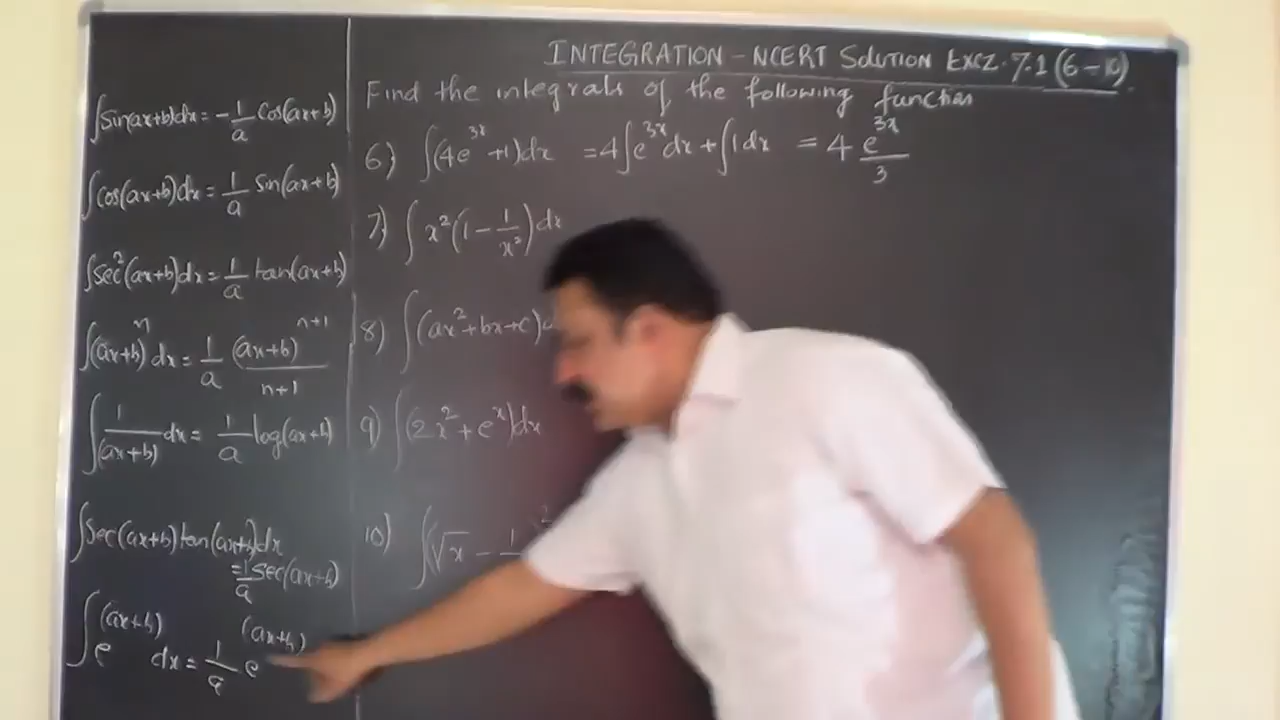 INTEGRATION - NCERT SOLUTION EXCZ. 7.1 (6-10)
Find the integrals of the following function
6) ∫(4e^{3x} +1)dx = 4∫e^{3x}dx + ∫1dx = 4 e^{3x}/3
7) ∫ x²(1 - 1/x²) dx
8) ∫(ax²+bx+c)
9) ∫(2x²+e^x)dx
10) ∫(√x - 1
∫Sin(ax+b)dx = -1/a Cos(ax+b)
∫Cos(ax+b)dx = 1/a Sin(ax+b)
∫Sec²(ax+b)dx = 1/a tan(ax+b)
∫(ax+b)^n dx = 1/a (ax+b)^{n+1}/n+1
∫1/(ax+b) dx = 1/a log(ax+b)
∫Sec(ax+b) tan(ax+b)dx
= 1/a Sec(ax+b)
∫e^{(ax+b)} dx = 1/a e^{(ax+b)}